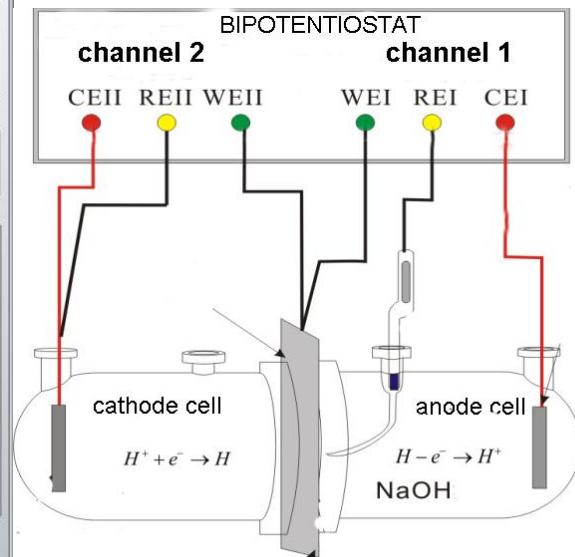 BIPOTENTIOSTAT
channel 2 channel 1
CEII REII WEII WEI REI CEI
cathode cell anode cell
H⁺ + e⁻ → H H − e⁻ → H⁺
NaOH